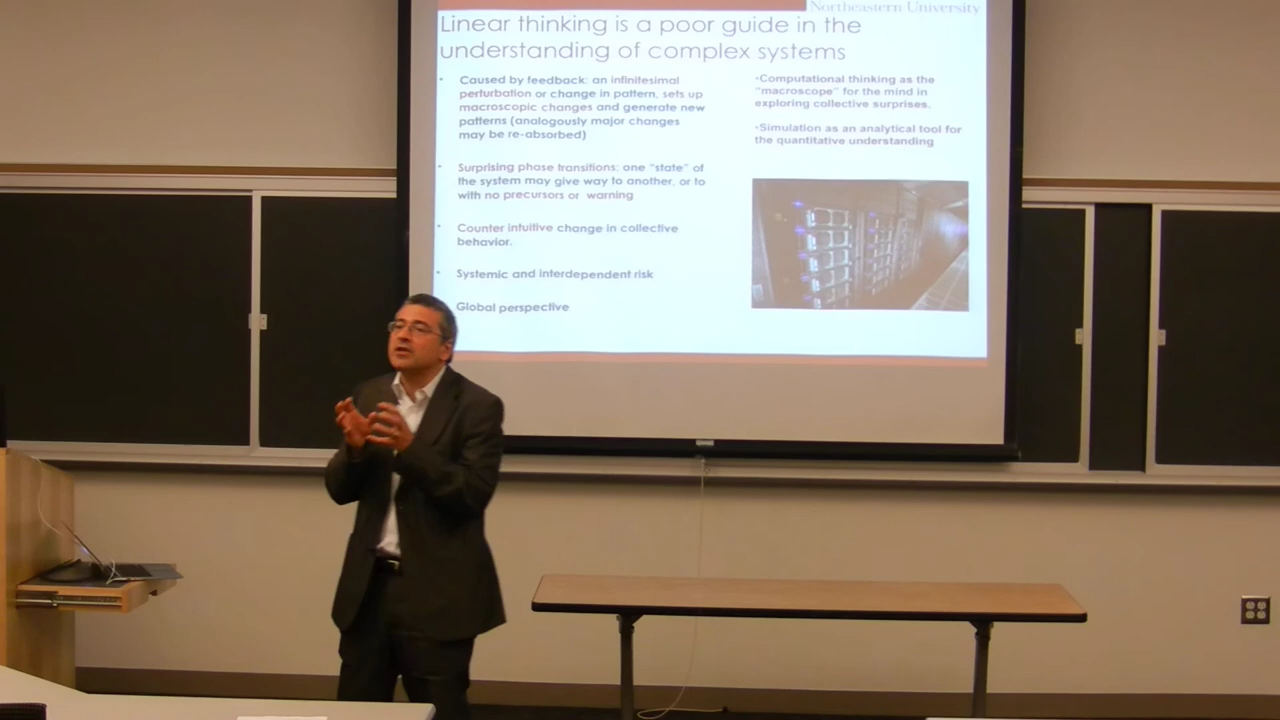 Northeastern University
Linear thinking is a poor guide in the
understanding of complex systems
• Caused by feedback: an infinitesimal
perturbation or change in pattern, sets up
macroscopic changes and generate new
patterns (analogously major changes
may be re-absorbed)
• Surprising phase transitions: one "state" of
the system may give way to another, or to
with no precursors or warning
• Counter intuitive change in collective
behavior.
• Systemic and interdependent risk
Global perspective
•Computational thinking as the
"macroscope" for the mind in
exploring collective surprises.
•Simulation as an analytical tool for
the quantitative understanding